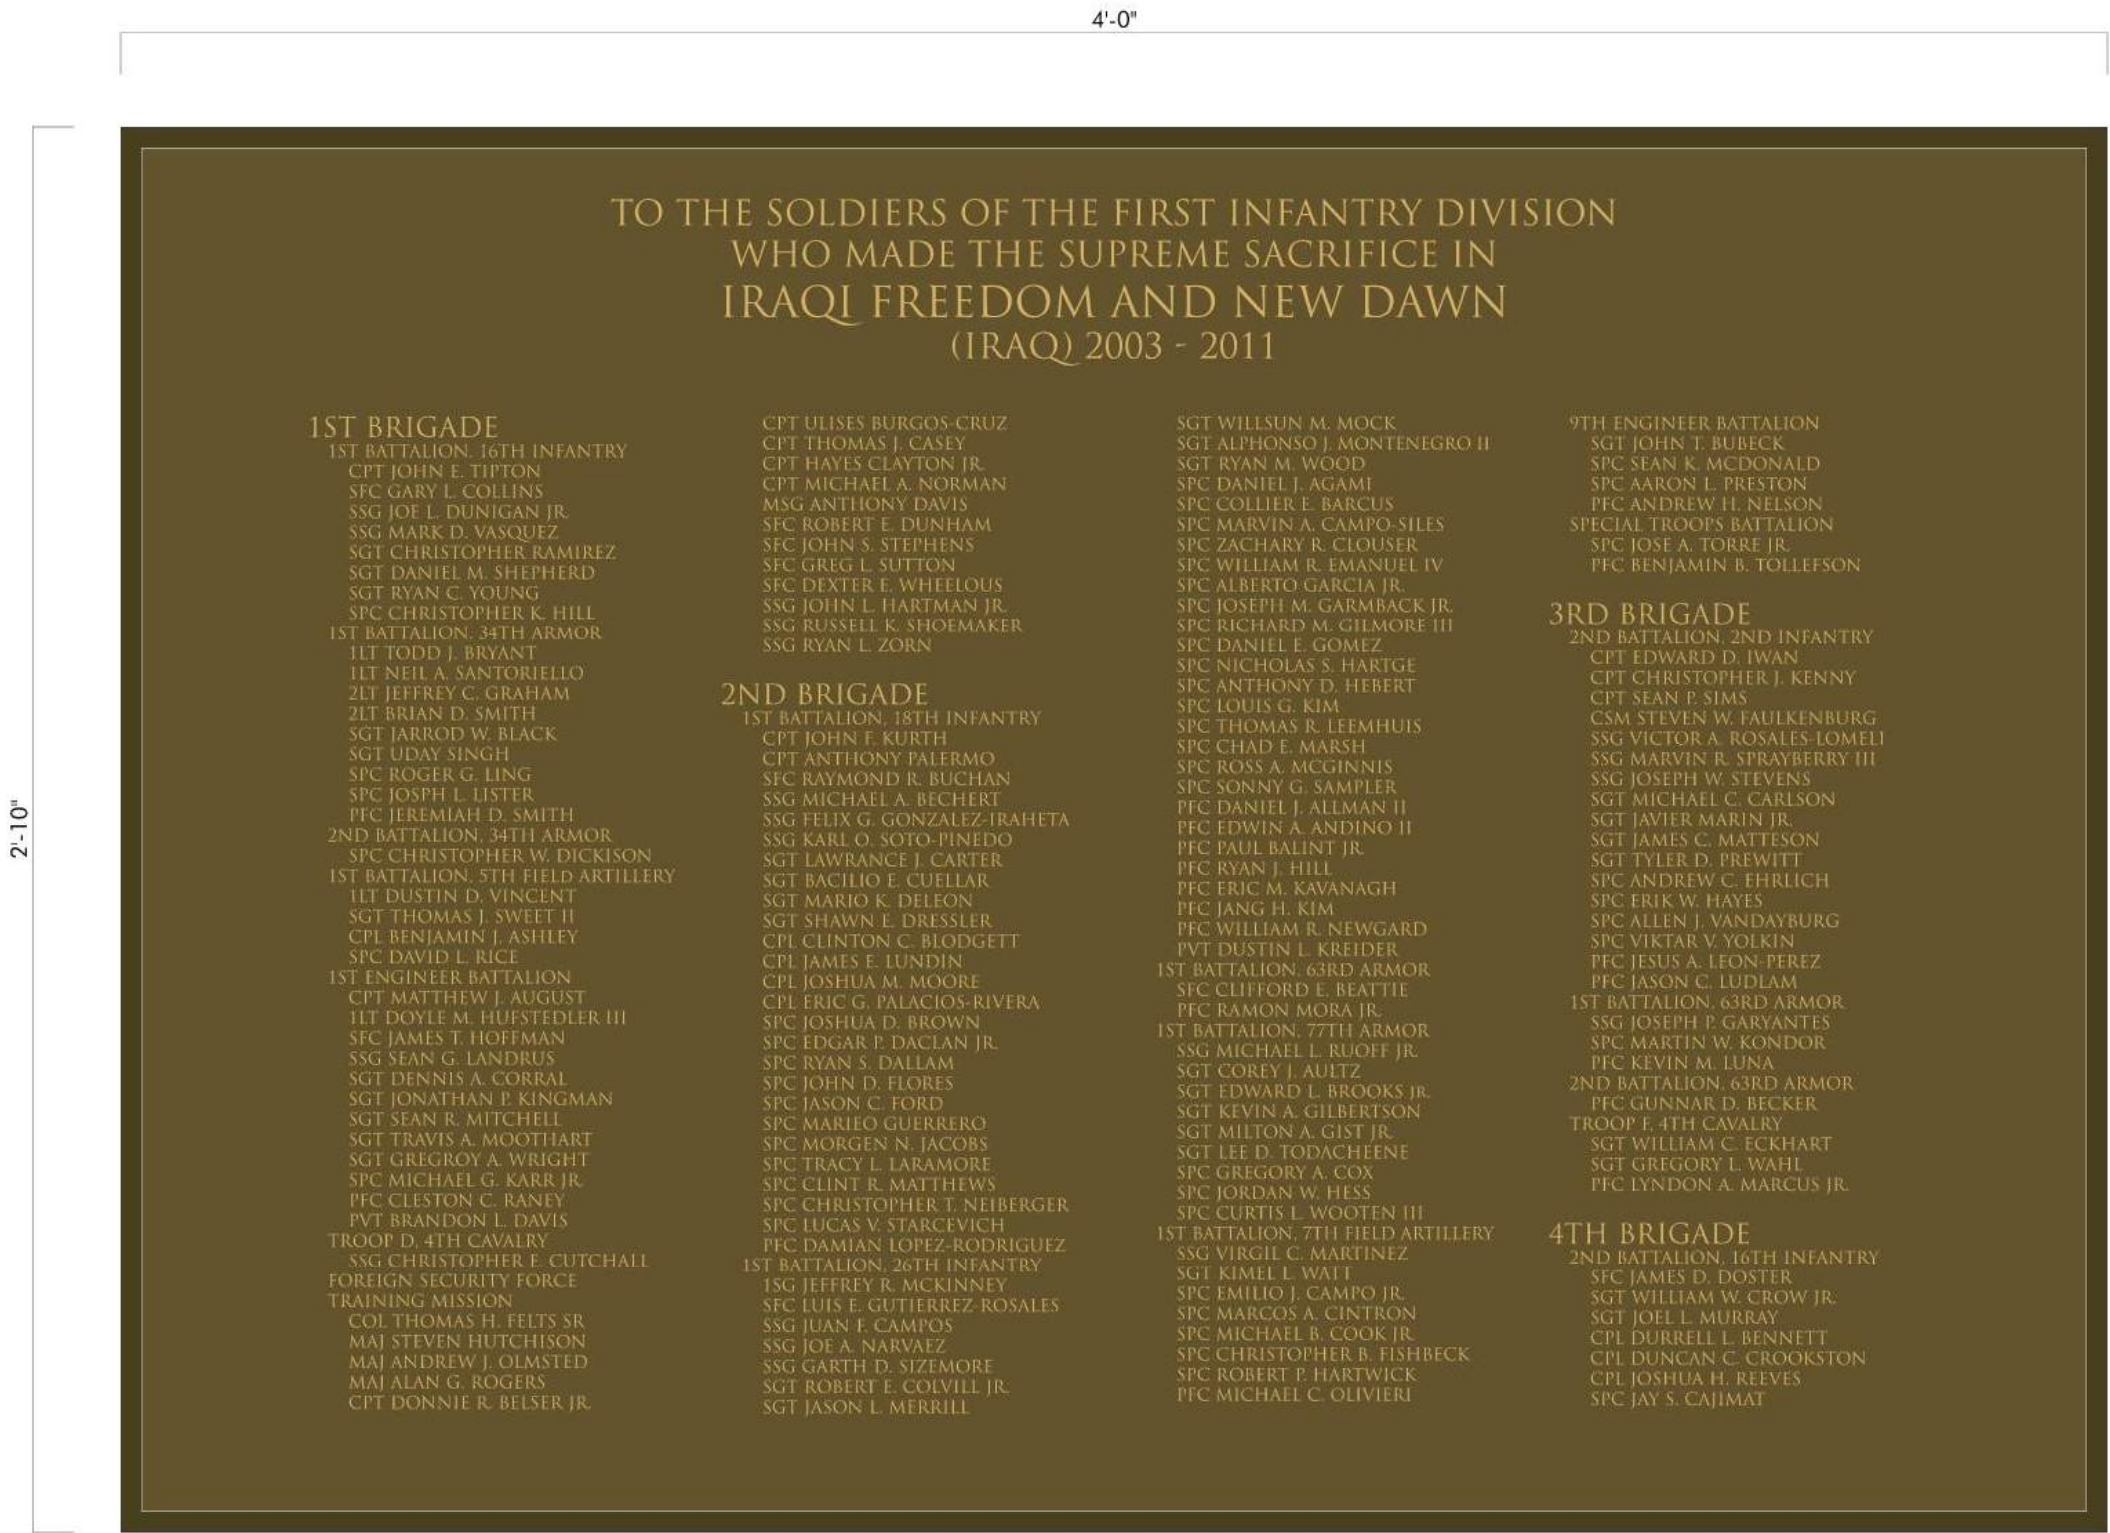 4'-0"
2'-10"
TO THE SOLDIERS OF THE FIRST INFANTRY DIVISION
WHO MADE THE SUPREME SACRIFICE IN
IRAQI FREEDOM AND NEW DAWN
(IRAQ) 2003 - 2011
1ST BRIGADE
1ST BATTALION, 16TH INFANTRY
CPT JOHN E. TIPTON
SFC GARY L. COLLINS
SSG JOE L. DUNIGAN JR.
SSG MARK D. VASQUEZ
SGT CHRISTOPHER RAMIREZ
SGT DANIEL M. SHEPHERD
SGT RYAN C. YOUNG
SPC CHRISTOPHER K. HILL
1ST BATTALION, 34TH ARMOR
1LT TODD J. BRYANT
1LT NEIL A. SANTORIELLO
2LT JEFFREY C. GRAHAM
2LT BRIAN D. SMITH
SGT JARROD W. BLACK
SGT UDAY SINGH
SPC ROGER G. LING
SPC JOSPH L. LISTER
PFC JEREMIAH D. SMITH
2ND BATTALION, 34TH ARMOR
SPC CHRISTOPHER W. DICKISON
1ST BATTALION, 5TH FIELD ARTILLERY
1LT DUSTIN D. VINCENT
SGT THOMAS J. SWEET II
CPL BENJAMIN J. ASHLEY
SPC DAVID L. RICE
1ST ENGINEER BATTALION
CPT MATTHEW J. AUGUST
1LT DOYLE M. HUFSTEDLER III
SFC JAMES T. HOFFMAN
SSG SEAN G. LANDRUS
SGT DENNIS A. CORRAL
SGT JONATHAN P. KINGMAN
SGT SEAN R. MITCHELL
SGT TRAVIS A. MOOTHART
SGT GREGROY A. WRIGHT
SPC MICHAEL G. KARR JR.
PFC CLESTON C. RANEY
PVT BRANDON L. DAVIS
TROOP D, 4TH CAVALRY
SSG CHRISTOPHER E. CUTCHALL
FOREIGN SECURITY FORCE
TRAINING MISSION
COL THOMAS H. FELTS SR
MAJ STEVEN HUTCHISON
MAJ ANDREW J. OLMSTED
MAJ ALAN G. ROGERS
CPT DONNIE R. BELSER JR.
CPT ULISES BURGOS-CRUZ
CPT THOMAS J. CASEY
CPT HAYES CLAYTON JR.
CPT MICHAEL A. NORMAN
MSG ANTHONY DAVIS
SFC ROBERT E. DUNHAM
SFC JOHN S. STEPHENS
SFC GREG L. SUTTON
SFC DEXTER E. WHEELOUS
SSG JOHN L. HARTMAN JR.
SSG RUSSELL K. SHOEMAKER
SSG RYAN L. ZORN
2ND BRIGADE
1ST BATTALION, 18TH INFANTRY
CPT JOHN F. KURTH
CPT ANTHONY PALERMO
SFC RAYMOND R. BUCHAN
SSG MICHAEL A. BECHERT
SSG FELIX G. GONZALEZ-IRAHETA
SSG KARL O. SOTO-PINEDO
SGT LAWRANCE J. CARTER
SGT BACILIO E. CUELLAR
SGT MARIO K. DELEON
SGT SHAWN E. DRESSLER
CPL CLINTON C. BLODGETT
CPL JAMES E. LUNDIN
CPL JOSHUA M. MOORE
CPL ERIC G. PALACIOS-RIVERA
SPC JOSHUA D. BROWN
SPC EDGAR P. DACLAN JR.
SPC RYAN S. DALLAM
SPC JOHN D. FLORES
SPC JASON C. FORD
SPC MARIEO GUERRERO
SPC MORGEN N. JACOBS
SPC TRACY L. LARAMORE
SPC CLINT R. MATTHEWS
SPC CHRISTOPHER T. NEIBERGER
SPC LUCAS V. STARCEVICH
PFC DAMIAN LOPEZ-RODRIGUEZ
1ST BATTALION, 26TH INFANTRY
1SG JEFFREY R. MCKINNEY
SFC LUIS E. GUTIERREZ-ROSALES
SSG JUAN F. CAMPOS
SSG JOE A. NARVAEZ
SSG GARTH D. SIZEMORE
SGT ROBERT E. COLVILL JR.
SGT JASON L. MERRILL
SGT WILLSUN M. MOCK
SGT ALPHONSO J. MONTENEGRO II
SGT RYAN M. WOOD
SPC DANIEL J. AGAMI
SPC COLLIER E. BARCUS
SPC MARVIN A. CAMPO-SILES
SPC ZACHARY R. CLOUSER
SPC WILLIAM R. EMANUEL IV
SPC ALBERTO GARCIA JR.
SPC JOSEPH M. GARMBACK JR.
SPC RICHARD M. GILMORE III
SPC DANIEL E. GOMEZ
SPC NICHOLAS S. HARTGE
SPC ANTHONY D. HEBERT
SPC LOUIS G. KIM
SPC THOMAS R. LEEMHUIS
SPC CHAD E. MARSH
SPC ROSS A. MCGINNIS
SPC SONNY G. SAMPLER
PFC DANIEL J. ALLMAN II
PFC EDWIN A. ANDINO II
PFC PAUL BALINT JR.
PFC RYAN J. HILL
PFC ERIC M. KAVANAGH
PFC JANG H. KIM
PFC WILLIAM R. NEWGARD
PVT DUSTIN L. KREIDER
1ST BATTALION, 63RD ARMOR
SFC CLIFFORD E. BEATTIE
PFC RAMON MORA JR.
1ST BATTALION, 77TH ARMOR
SSG MICHAEL L. RUOFF JR.
SGT COREY J. AULTZ
SGT EDWARD L. BROOKS JR.
SGT KEVIN A. GILBERTSON
SGT MILTON A. GIST JR.
SGT LEE D. TODACHEENE
SPC GREGORY A. COX
SPC JORDAN W. HESS
SPC CURTIS L. WOOTEN III
1ST BATTALION, 7TH FIELD ARTILLERY
SSG VIRGIL C. MARTINEZ
SGT KIMEL L. WATT
SPC EMILIO J. CAMPO JR.
SPC MARCOS A. CINTRON
SPC MICHAEL B. COOK JR.
SPC CHRISTOPHER B. FISHBECK
SPC ROBERT P. HARTWICK
PFC MICHAEL C. OLIVIERI
9TH ENGINEER BATTALION
SGT JOHN T. BUBECK
SPC SEAN K. MCDONALD
SPC AARON L. PRESTON
PFC ANDREW H. NELSON
SPECIAL TROOPS BATTALION
SPC JOSE A. TORRE JR.
PFC BENJAMIN B. TOLLEFSON
3RD BRIGADE
2ND BATTALION, 2ND INFANTRY
CPT EDWARD D. IWAN
CPT CHRISTOPHER J. KENNY
CPT SEAN P. SIMS
CSM STEVEN W. FAULKENBURG
SSG VICTOR A. ROSALES-LOMELI
SSG MARVIN R. SPRAYBERRY III
SSG JOSEPH W. STEVENS
SGT MICHAEL C. CARLSON
SGT JAVIER MARIN JR.
SGT JAMES C. MATTESON
SGT TYLER D. PREWITT
SPC ANDREW C. EHRLICH
SPC ERIK W. HAYES
SPC ALLEN J. VANDAYBURG
SPC VIKTAR V. YOLKIN
PFC JESUS A. LEON-PEREZ
PFC JASON C. LUDLAM
1ST BATTALION, 63RD ARMOR
SSG JOSEPH P. GARYANTES
SPC MARTIN W. KONDOR
PFC KEVIN M. LUNA
2ND BATTALION, 63RD ARMOR
PFC GUNNAR D. BECKER
TROOP F, 4TH CAVALRY
SGT WILLIAM C. ECKHART
SGT GREGORY L. WAHL
PFC LYNDON A. MARCUS JR.
4TH BRIGADE
2ND BATTALION, 16TH INFANTRY
SFC JAMES D. DOSTER
SGT WILLIAM W. CROW JR.
SGT JOEL L. MURRAY
CPL DURRELL L. BENNETT
CPL DUNCAN C. CROOKSTON
CPL JOSHUA H. REEVES
SPC JAY S. CAJIMAT